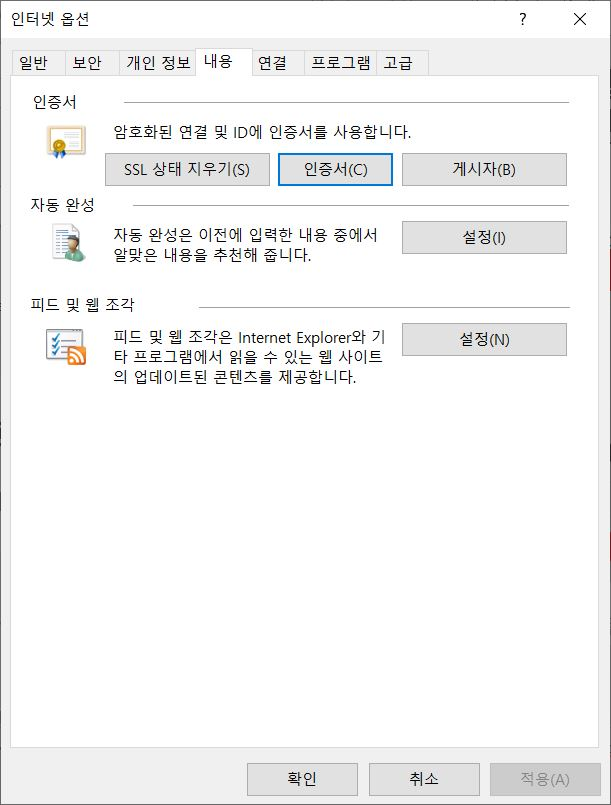 인터넷 옵션
?
일반 보안 개인 정보 내용 연결 프로그램 고급
인증서
암호화된 연결 및 ID에 인증서를 사용합니다.
SSL 상태 지우기(S) 인증서(C) 게시자(B)
자동 완성
자동 완성은 이전에 입력한 내용 중에서
알맞은 내용을 추천해 줍니다.
설정(I)
피드 및 웹 조각
피드 및 웹 조각은 Internet Explorer와 기
타 프로그램에서 읽을 수 있는 웹 사이트
의 업데이트된 콘텐츠를 제공합니다.
설정(N)
확인 취소 적용(A)